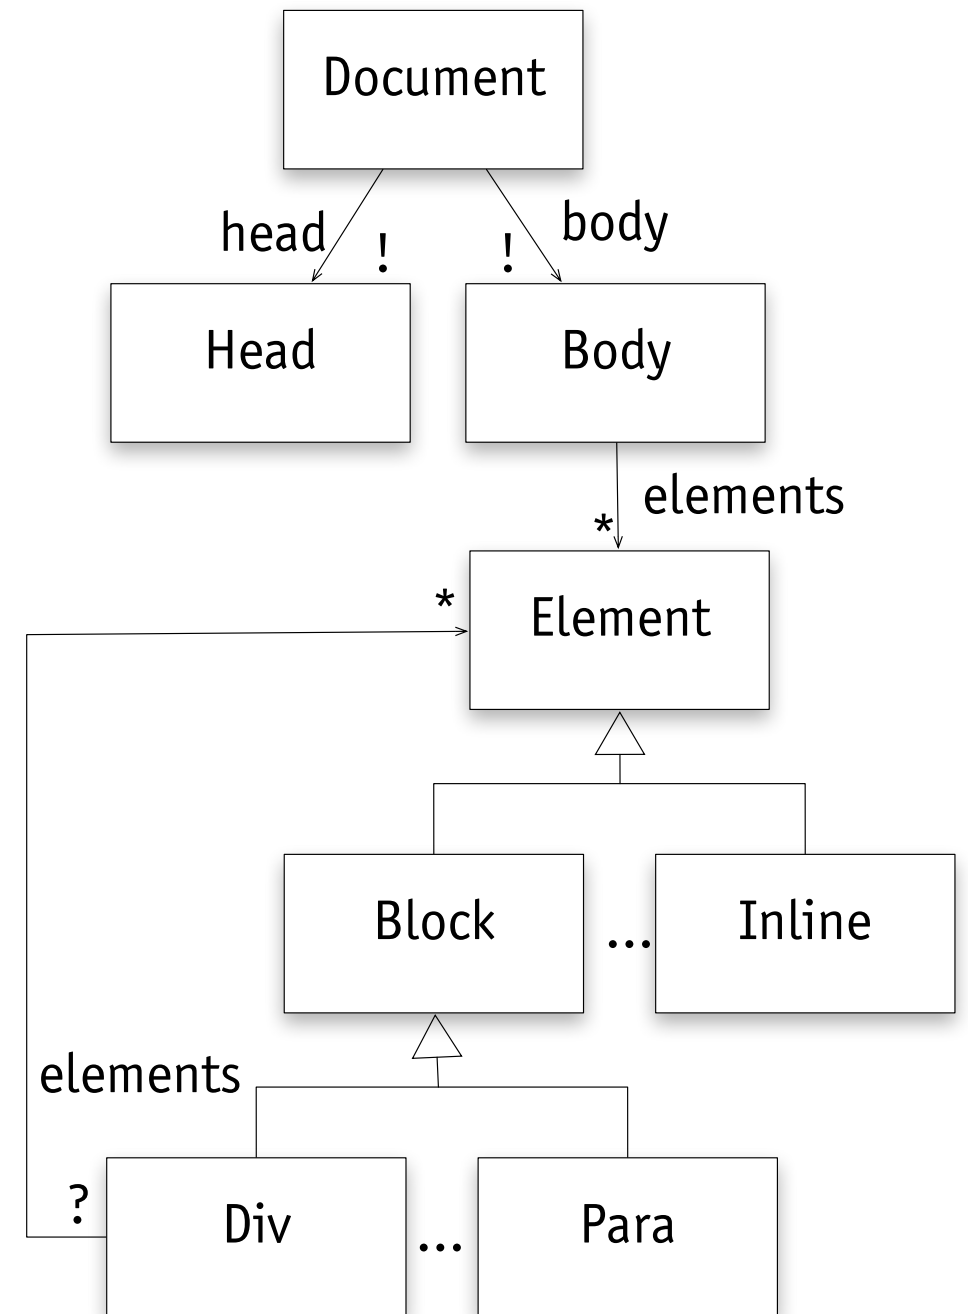 Document
head
!
!
body
Head
Body
elements
*
*
Element
Block
...
Inline
elements
?
Div
...
Para